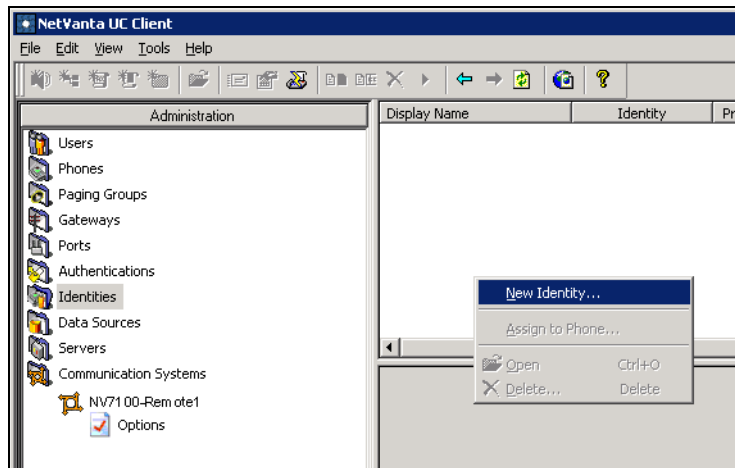 NetVanta UC Client
File Edit View Tools Help
Administration
Users
Phones
Paging Groups
Gateways
Ports
Authentications
Identities
Data Sources
Servers
Communication Systems
NV7100-Remote1
Options
Display Name Identity Pr
New Identity...
Assign to Phone...
Open Ctrl+O
Delete... Delete